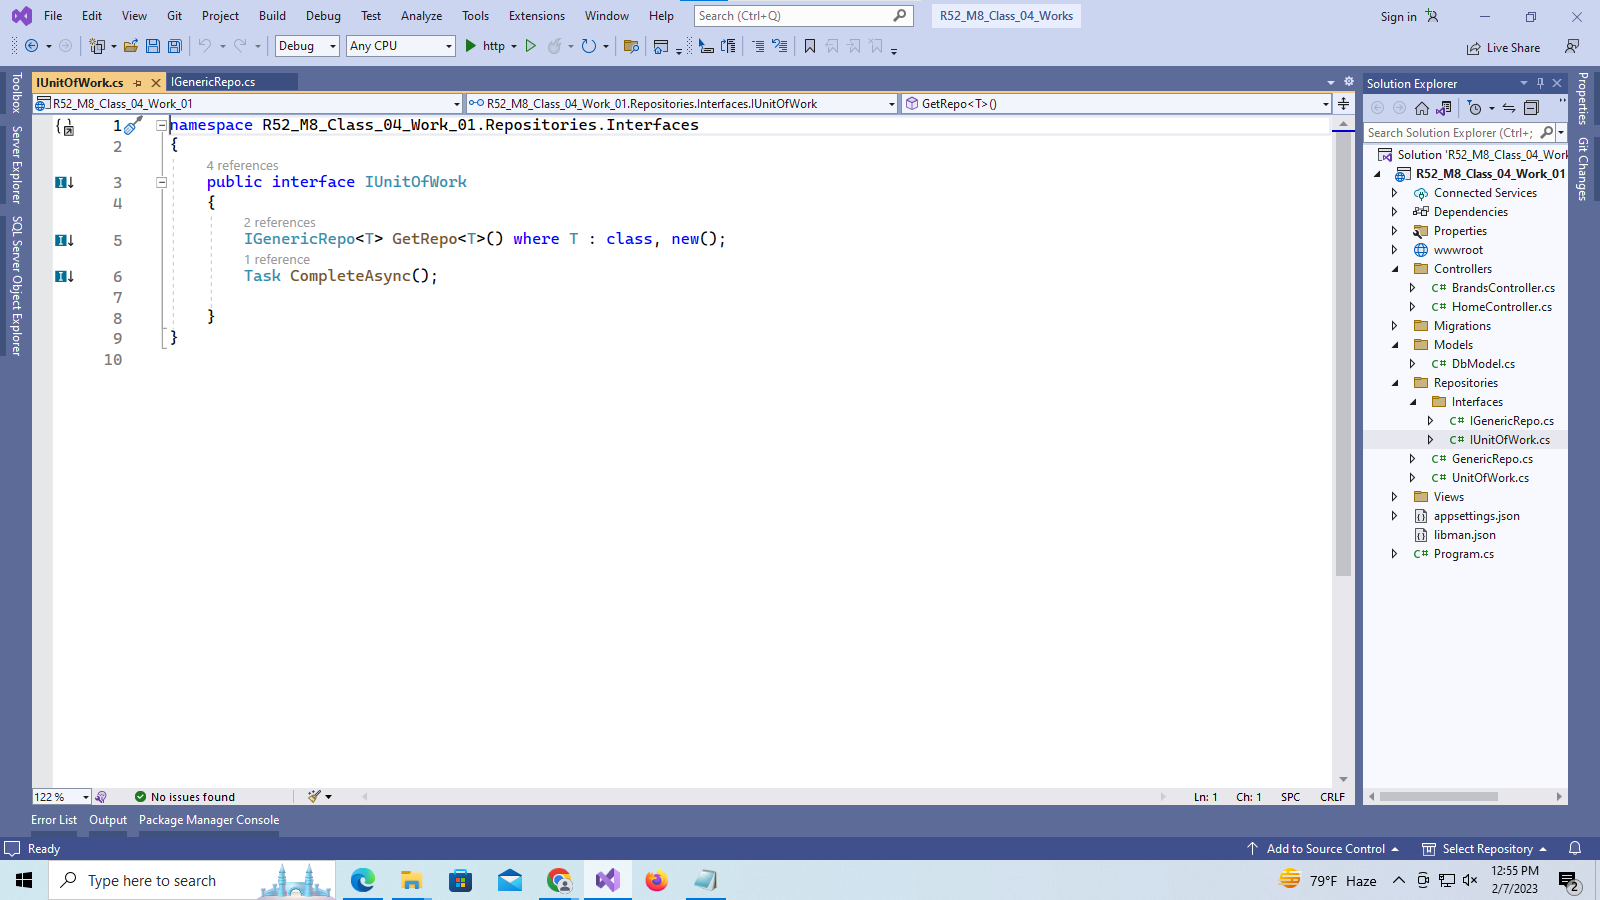 File Edit View Git Project Build Debug Test Analyze Tools Extensions Window Help Search (Ctrl+Q) R52_M8_Class_04_Works Sign in
Debug Any CPU http Live Share
IUnitOfWork.cs IGenericRepo.cs
R52_M8_Class_04_Work_01 R52_M8_Class_04_Work_01.Repositories.Interfaces.IUnitOfWork GetRepo<T>()
1 namespace R52_M8_Class_04_Work_01.Repositories.Interfaces
2 {
4 references
3 public interface IUnitOfWork
4 {
2 references
5 IGenericRepo<T> GetRepo<T>() where T : class, new();
1 reference
6 Task CompleteAsync();
7
8 }
9 }
10
122 % No issues found Ln: 1 Ch: 1 SPC CRLF
Toolbox
Server Explorer
SQL Server Object Explorer
Solution Explorer
Search Solution Explorer (Ctrl+;
Solution 'R52_M8_Class_04_Work
R52_M8_Class_04_Work_01
Connected Services
Dependencies
Properties
wwwroot
Controllers
C# BrandsController.cs
C# HomeController.cs
Migrations
Models
C# DbModel.cs
Repositories
Interfaces
C# IGenericRepo.cs
C# IUnitOfWork.cs
C# GenericRepo.cs
C# UnitOfWork.cs
Views
appsettings.json
libman.json
C# Program.cs
Properties
Git Changes
Error List Output Package Manager Console
Ready Add to Source Control Select Repository
Type here to search 79°F Haze 12:55 PM
2/7/2023 2